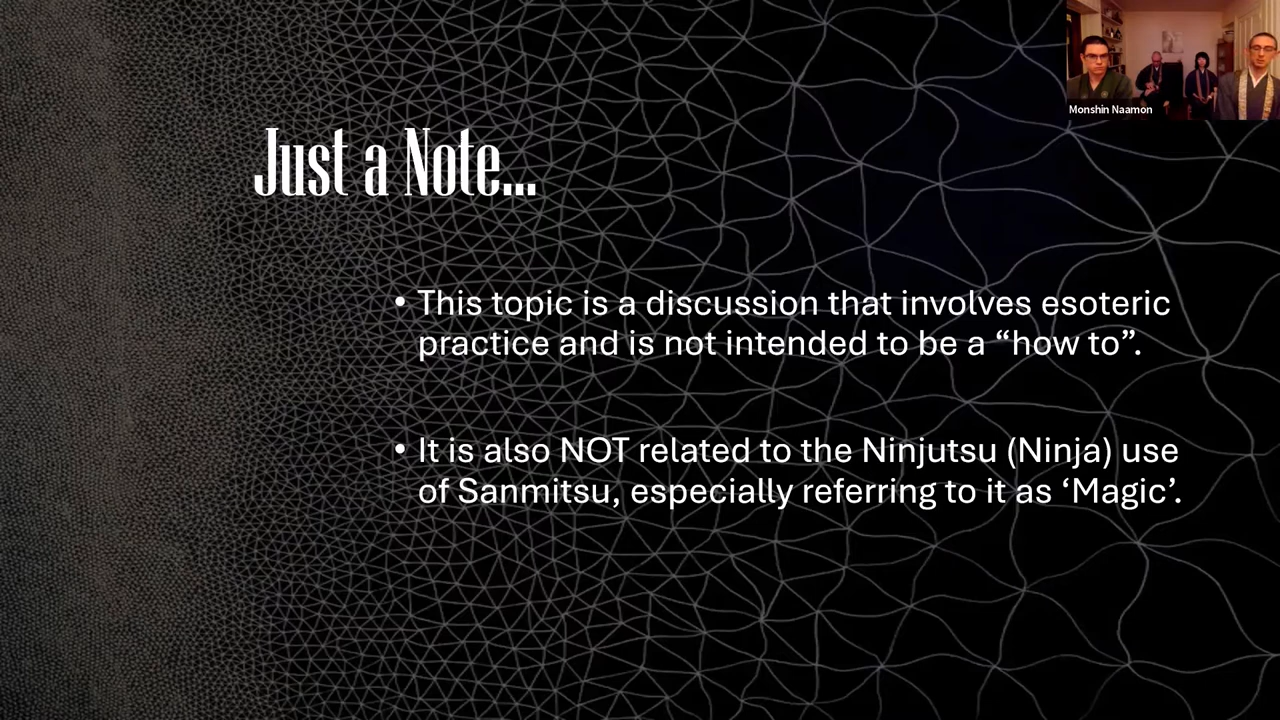 Monshin Naamon
Just a Note...
• This topic is a discussion that involves esoteric
practice and is not intended to be a “how to”.
• It is also NOT related to the Ninjutsu (Ninja) use
of Sanmitsu, especially referring to it as ‘Magic’.